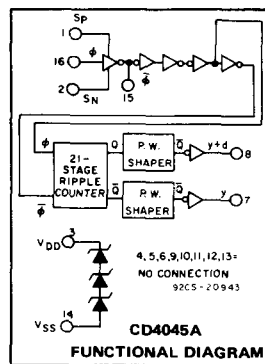 Sp
1
16 ϕ
2
SN
15
ϕ̅
ϕ
ϕ̅
21-
STAGE
RIPPLE
COUNTER
Q
P. W.
SHAPER
Q̅
y+d
8
Q̅
P.W.
SHAPER
Q̅
y
7
3
VDD
14
VSS
4,5,6,9,10,11,12,13=
NO CONNECTION
92CS-20943
CD4045A
FUNCTIONAL DIAGRAM